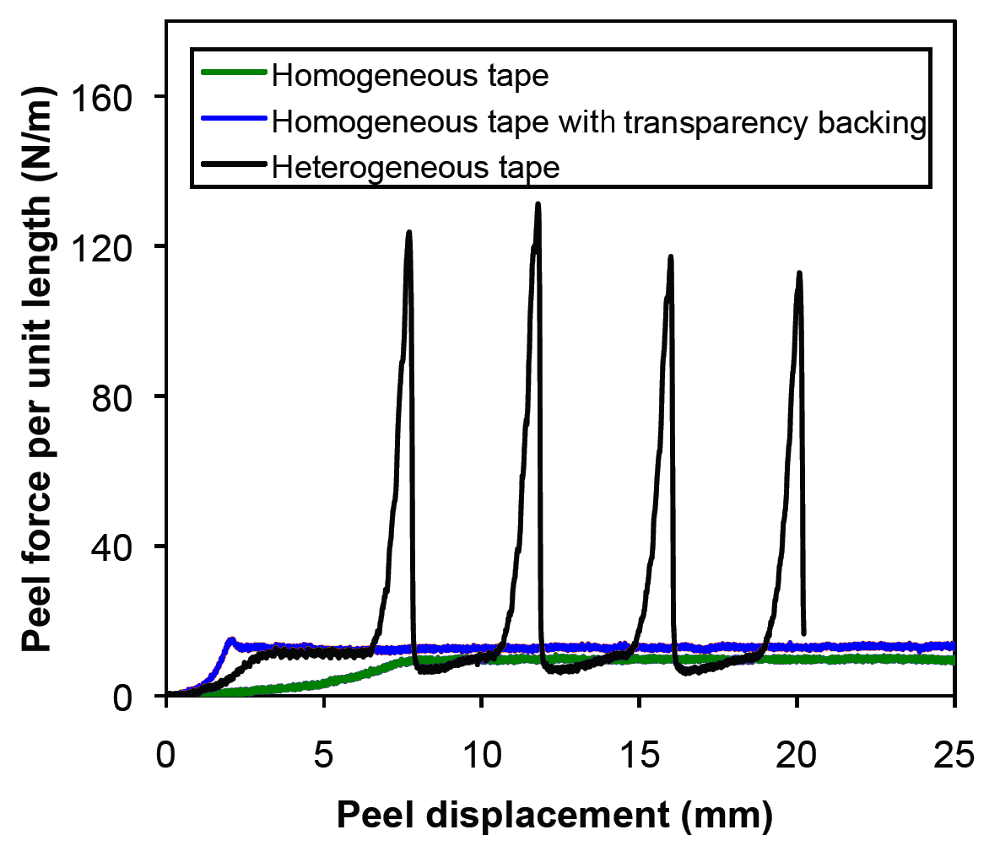 Homogeneous tape
Homogeneous tape with transparency backing
Heterogeneous tape
Peel force per unit length (N/m)
160
120
80
40
0
0 5 10 15 20 25
Peel displacement (mm)